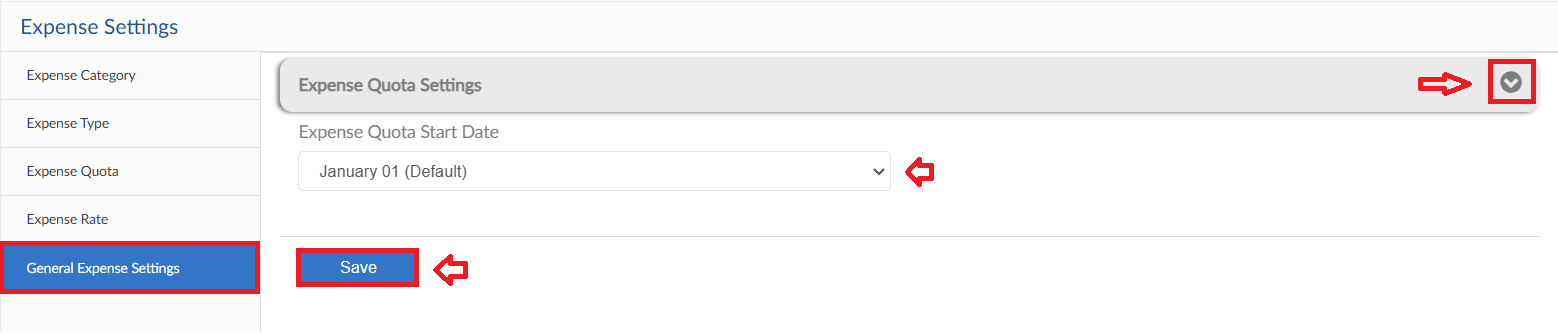 Expense Settings
Expense Category
Expense Type
Expense Quota
Expense Rate
General Expense Settings
Expense Quota Settings
Expense Quota Start Date
January 01 (Default)
Save